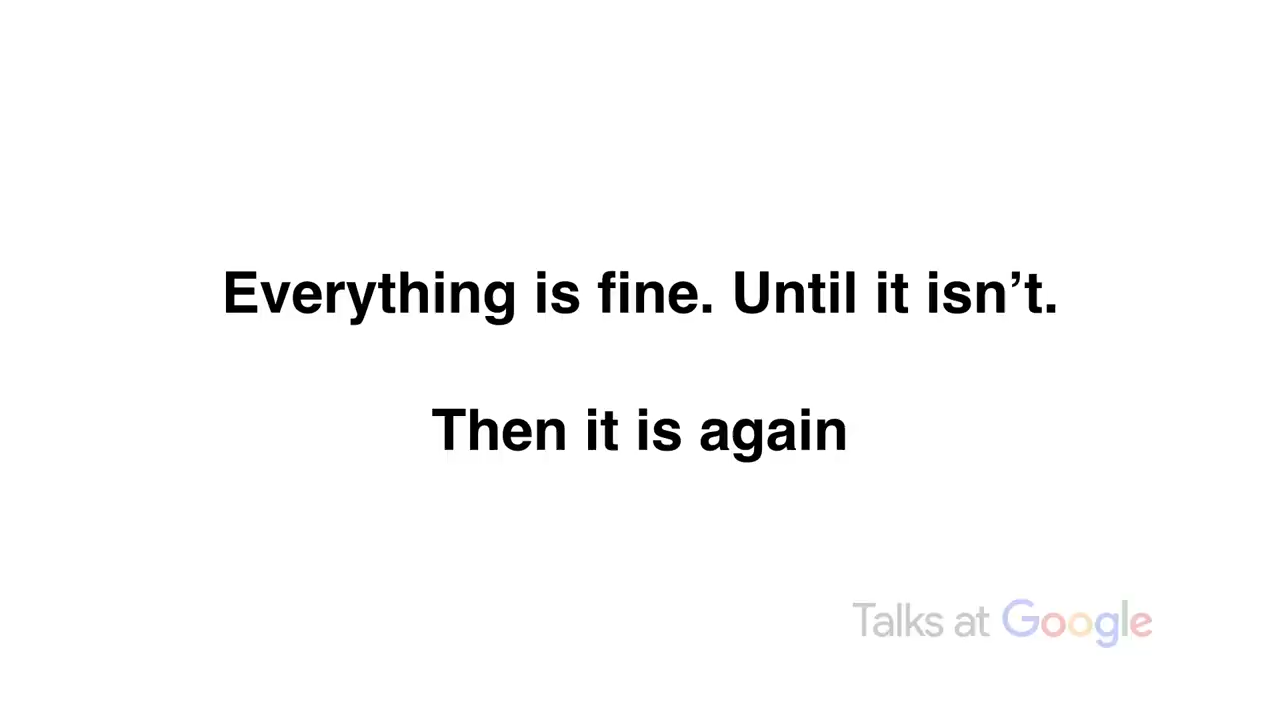 Everything is fine. Until it isn’t.
Then it is again
Talks at Google